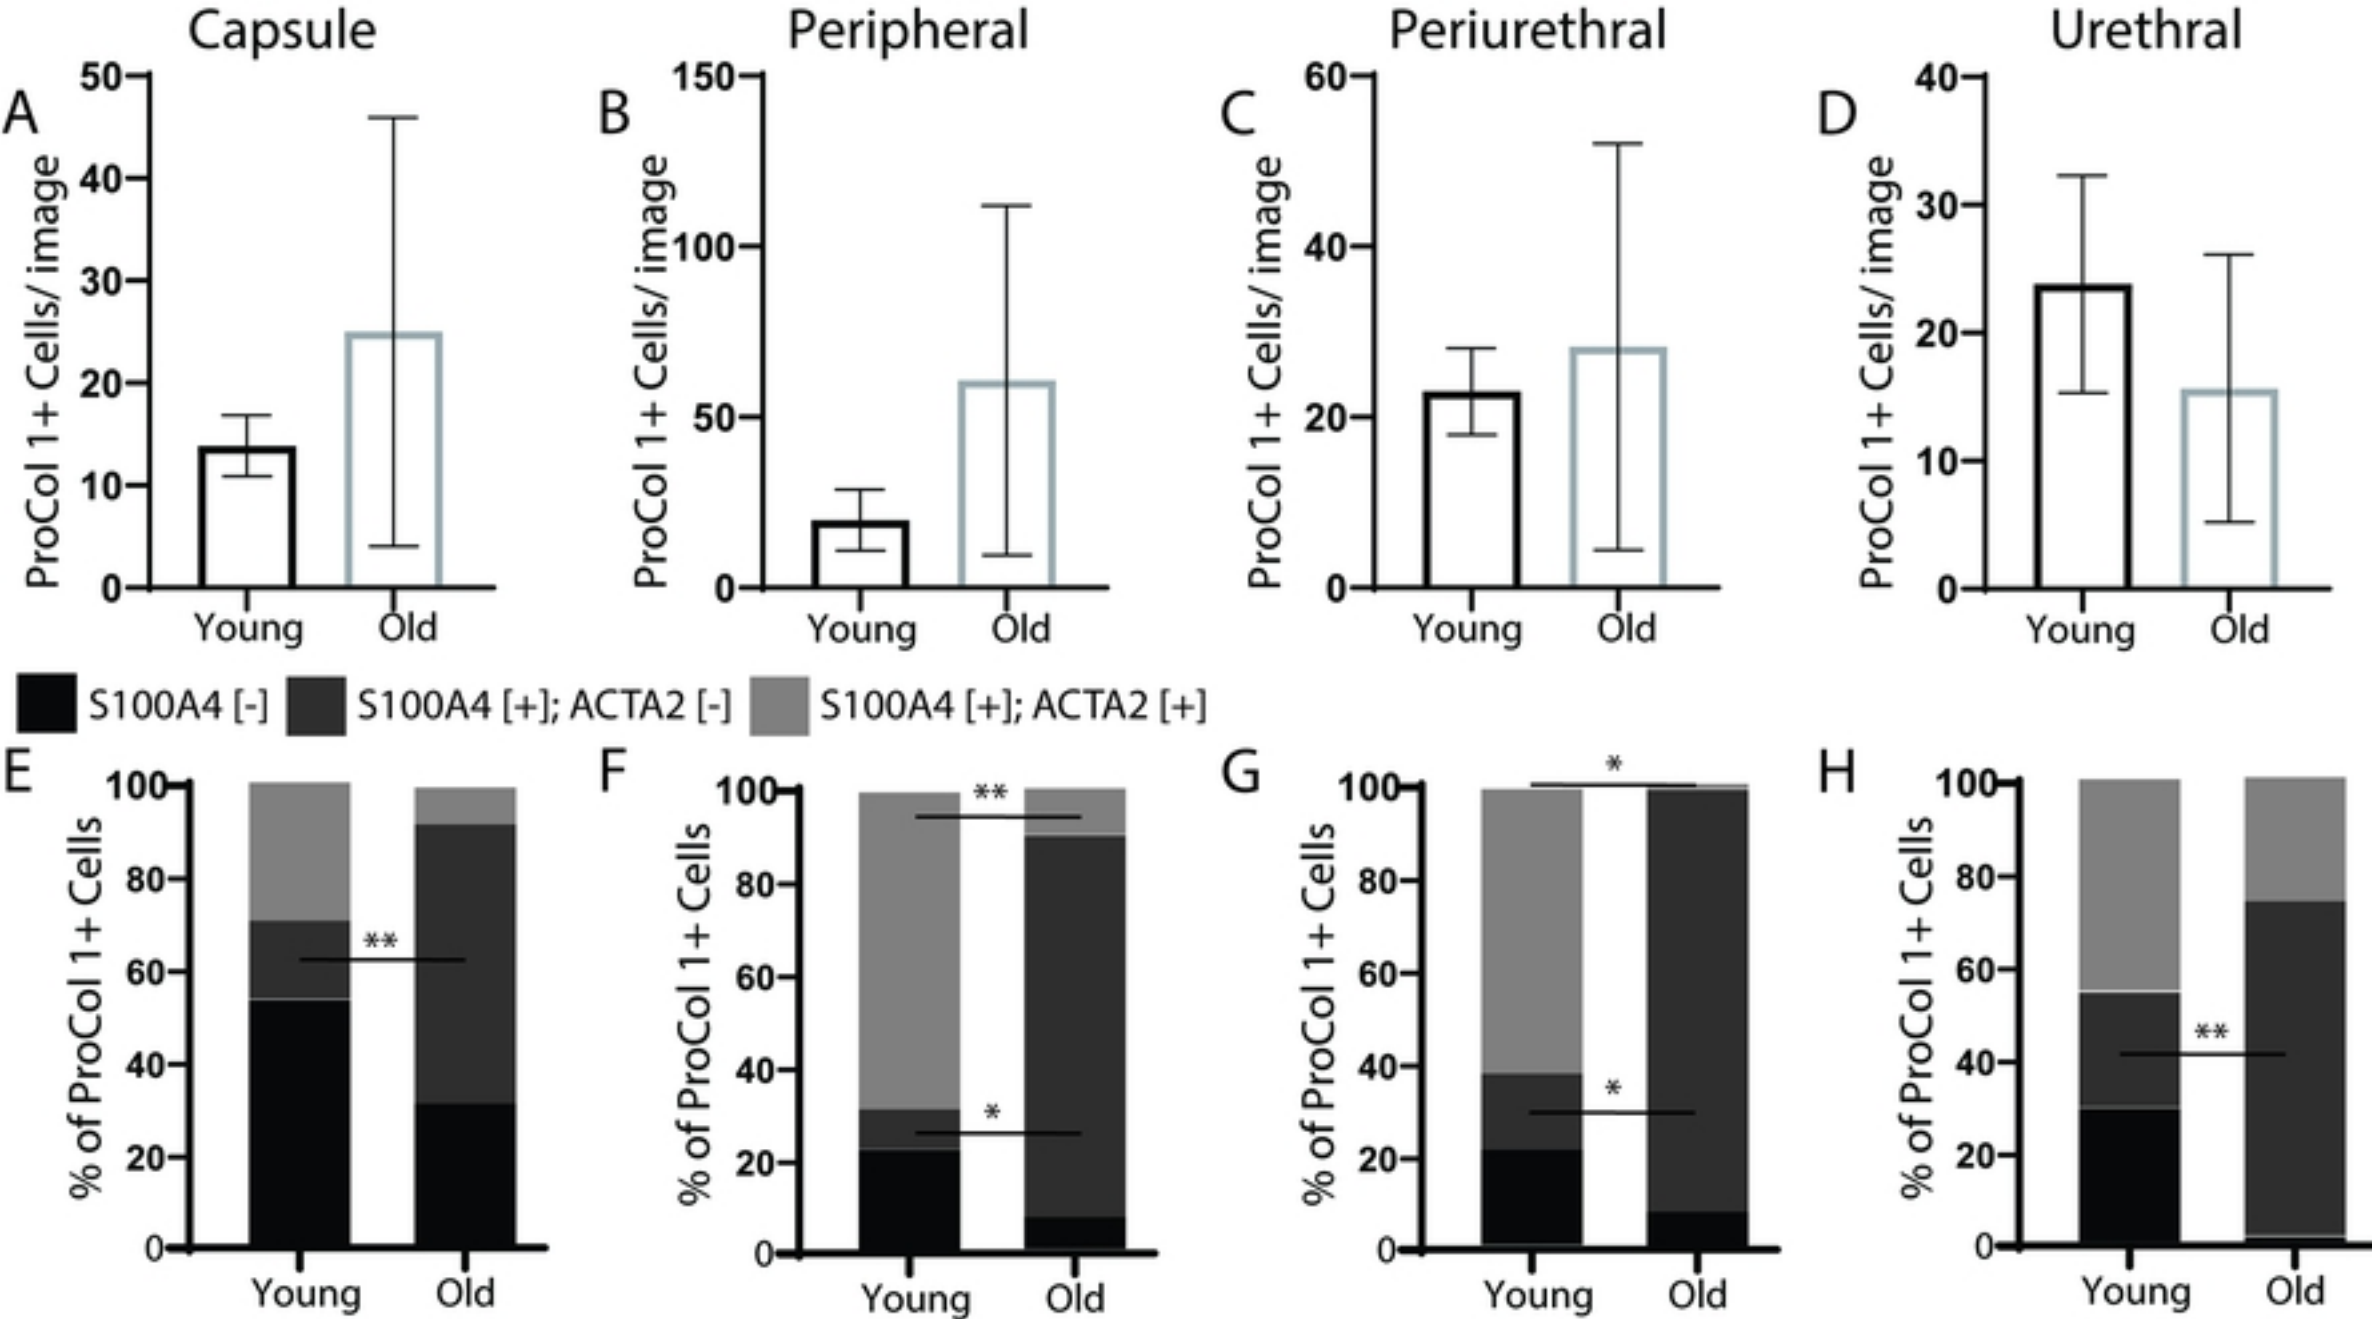 Capsule
Peripheral
Periurethral
Urethral
A
ProCol 1+ Cells/ image
50
40
30
20
10
0
Young
Old
B
ProCol 1+ Cells/ image
150
100
50
0
Young
Old
C
ProCol 1+ Cells/ image
60
40
20
0
Young
Old
D
ProCol 1+ Cells/ image
40
30
20
10
0
Young
Old
S100A4 [-]
S100A4 [+]; ACTA2 [-]
S100A4 [+]; ACTA2 [+]
E
% of ProCol 1+ Cells
100
80
60
40
20
0
**
Young
Old
F
% of ProCol 1+ Cells
100
80
60
40
20
0
**
*
Young
Old
G
% of ProCol 1+ Cells
100
80
60
40
20
0
*
*
Young
Old
H
% of ProCol 1+ Cells
100
80
60
40
20
0
**
Young
Old